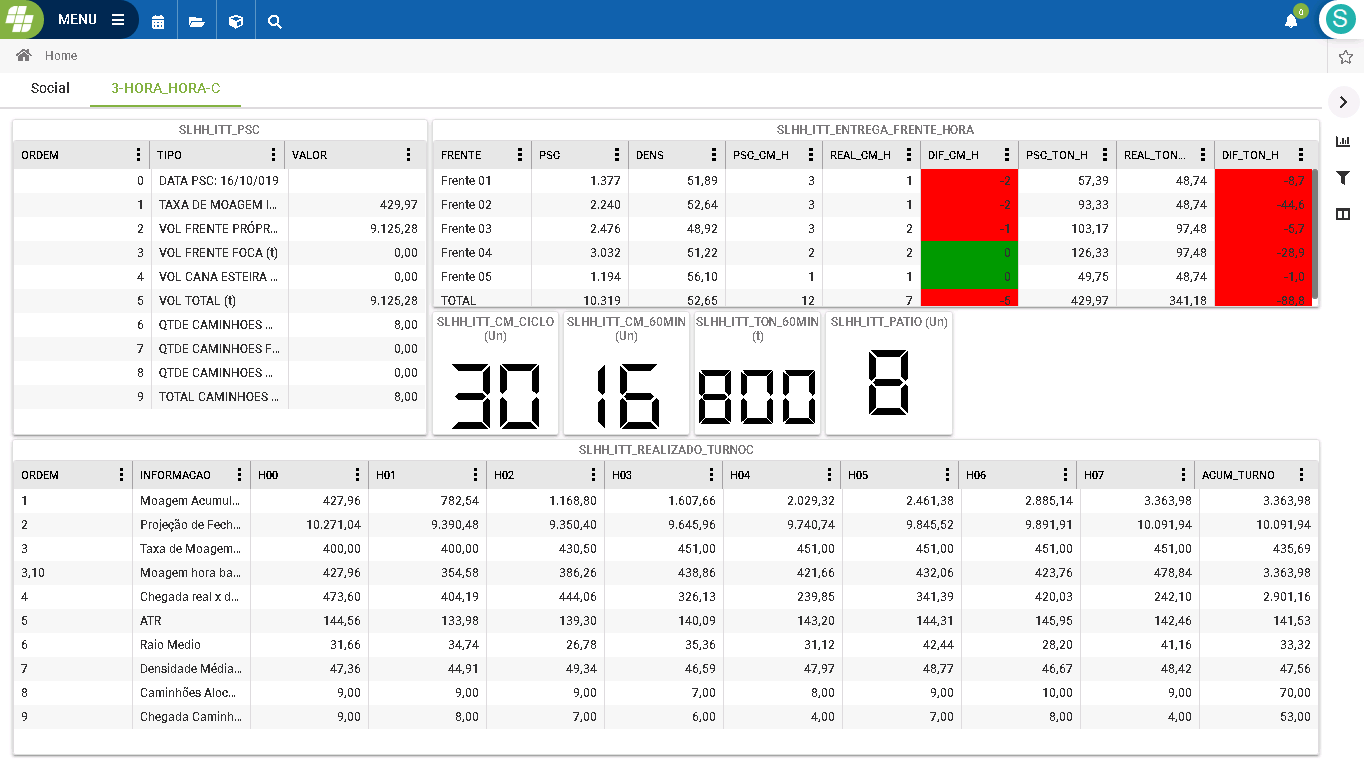 MENU
0
S
Home
Social 3-HORA_HORA-C
SLHH_ITT_PSC
ORDEM TIPO VALOR
0 DATA PSC: 16/10/019
1 TAXA DE MOAGEM I... 429,97
2 VOL FRENTE PRÓPR... 9.125,28
3 VOL FRENTE FOCA (t) 0,00
4 VOL CANA ESTEIRA ... 0,00
5 VOL TOTAL (t) 9.125,28
6 QTDE CAMINHOES ... 8,00
7 QTDE CAMINHOES F... 0,00
8 QTDE CAMINHOES ... 0,00
9 TOTAL CAMINHOES ... 8,00
SLHH_ITT_ENTREGA_FRENTE_HORA
FRENTE PSC DENS PSC_CM_H REAL_CM_H DIF_CM_H PSC_TON_H REAL_TON... DIF_TON_H
Frente 01 1.377 51,89 3 1 -2 57,39 48,74 -8,7
Frente 02 2.240 52,64 3 1 -2 93,33 48,74 -44,6
Frente 03 2.476 48,92 3 2 -1 103,17 97,48 -5,7
Frente 04 3.032 51,22 2 2 0 126,33 97,48 -28,9
Frente 05 1.194 56,10 1 1 0 49,75 48,74 -1,0
TOTAL 10.319 52,65 12 7 -5 429,97 341,18 -88,8
SLHH_ITT_CM_CICLO
(Un)
30
SLHH_ITT_CM_60MIN
(Un)
16
SLHH_ITT_TON_60MIN
(t)
800
SLHH_ITT_PATIO (Un)
8
SLHH_ITT_REALIZADO_TURNOC
ORDEM INFORMACAO H00 H01 H02 H03 H04 H05 H06 H07 ACUM_TURNO
1 Moagem Acumul... 427,96 782,54 1.168,80 1.607,66 2.029,32 2.461,38 2.885,14 3.363,98 3.363,98
2 Projeção de Fech... 10.271,04 9.390,48 9.350,40 9.645,96 9.740,74 9.845,52 9.891,91 10.091,94 10.091,94
3 Taxa de Moagem... 400,00 400,00 430,50 451,00 451,00 451,00 451,00 451,00 435,69
3,10 Moagem hora ba... 427,96 354,58 386,26 438,86 421,66 432,06 423,76 478,84 3.363,98
4 Chegada real x d... 473,60 404,19 444,06 326,13 239,85 341,39 420,03 242,10 2.901,16
5 ATR 144,56 133,98 139,30 140,09 143,20 144,31 145,95 142,46 141,53
6 Raio Medio 31,66 34,74 26,78 35,36 31,12 42,44 28,20 41,16 33,32
7 Densidade Média... 47,36 44,91 49,34 46,59 47,97 48,77 46,67 48,42 47,56
8 Caminhões Aloc... 9,00 9,00 9,00 7,00 8,00 9,00 10,00 9,00 70,00
9 Chegada Caminh... 9,00 8,00 7,00 6,00 4,00 7,00 8,00 4,00 53,00